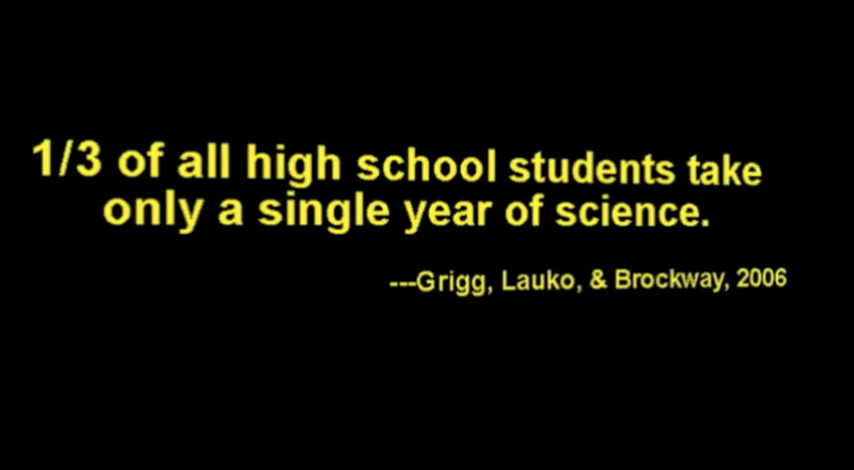 1/3 of all high school students take
only a single year of science.
---Grigg, Lauko, & Brockway, 2006